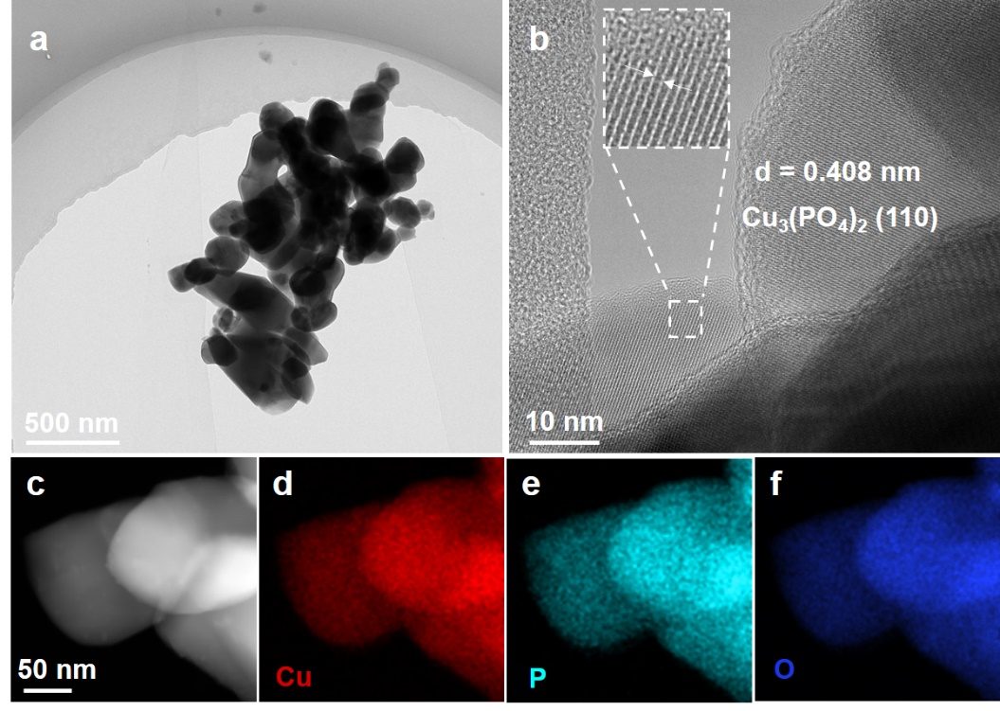 a
500 nm
b
d = 0.408 nm
Cu₃(PO₄)₂ (110)
10 nm
c
50 nm
d
Cu
e
P
f
O